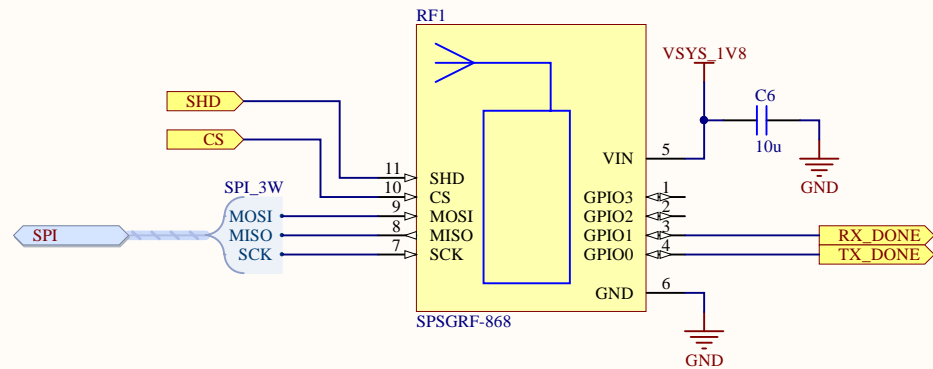 RF1
VSYS_1V8
SHD
C6
CS
10u
5
VIN
GND
11
SHD
SPI_3W
10
CS
GPIO3
1
MOSI
9
MOSI
GPIO2
2
SPI
MISO
8
MISO
GPIO1
3
RX_DONE
SCK
7
SCK
GPIO0
4
TX_DONE
GND
6
SPSGRF-868
GND